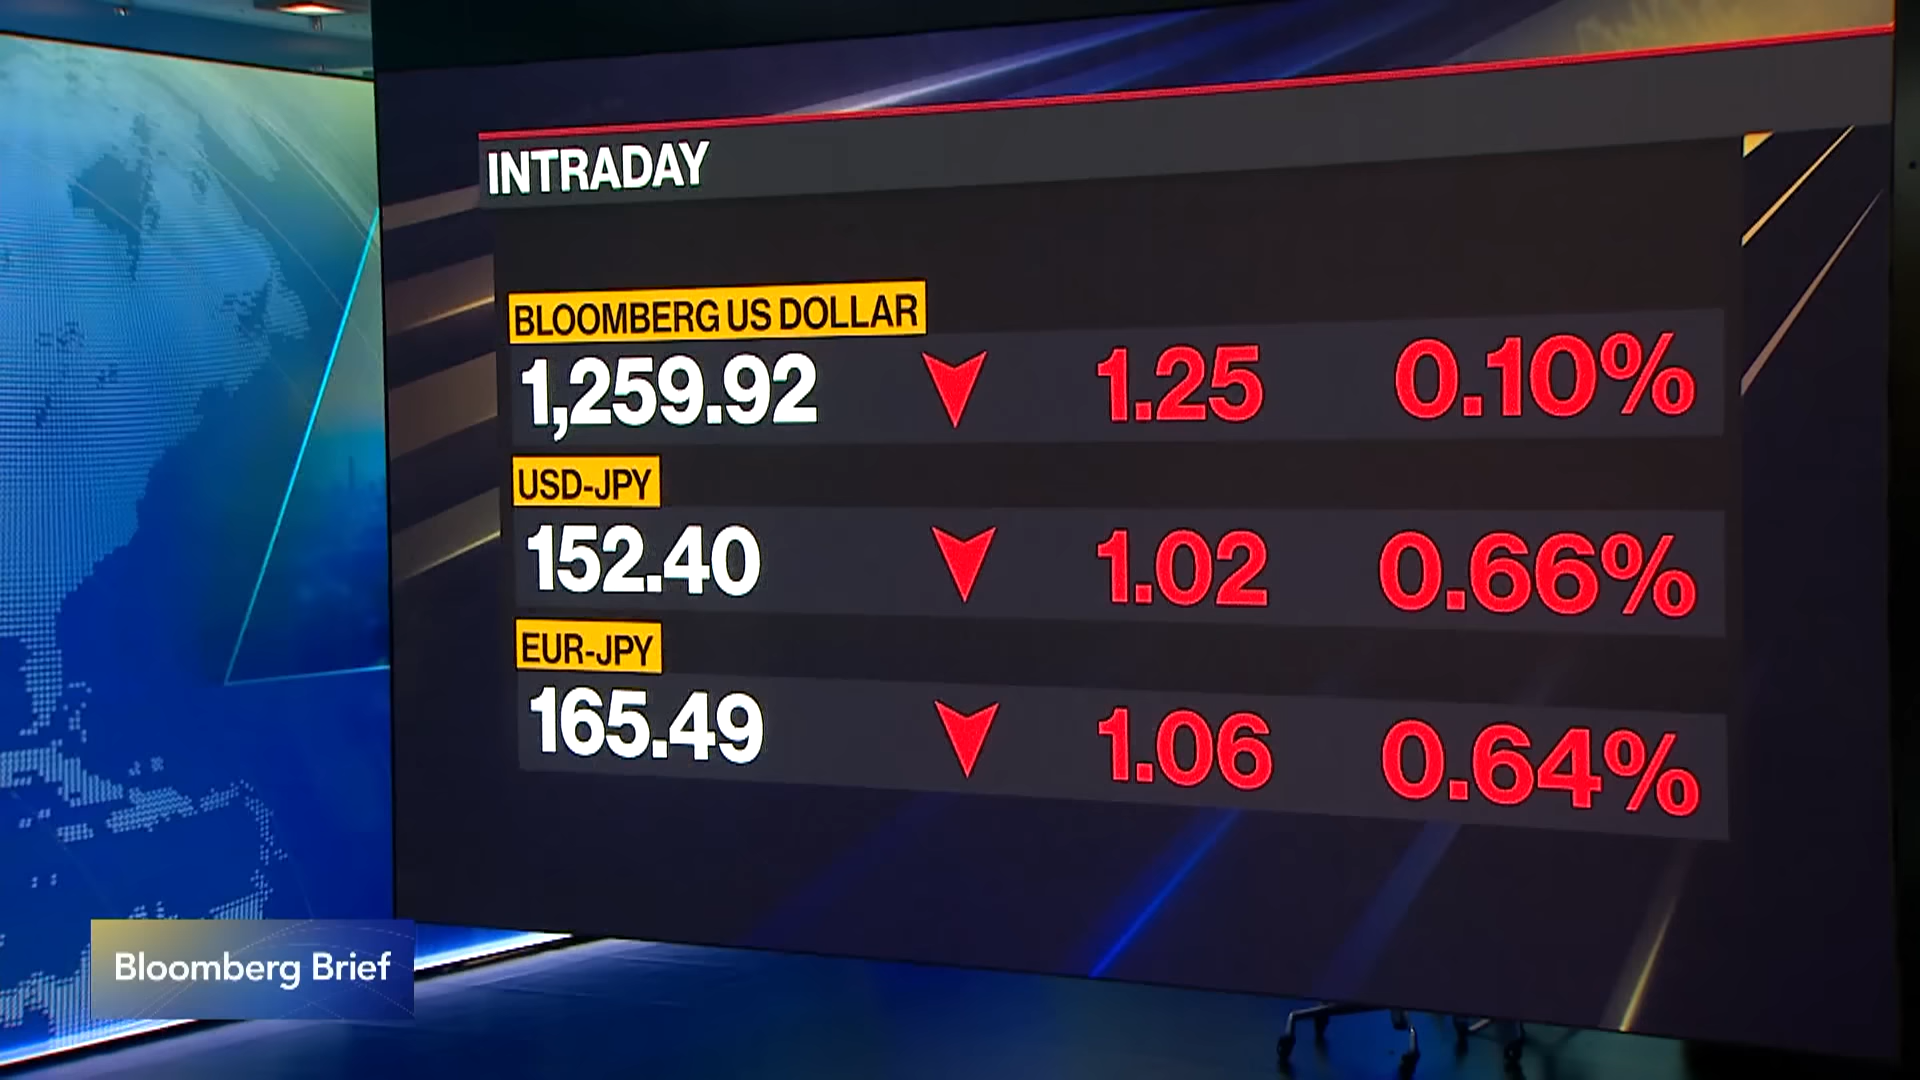 INTRADAY
BLOOMBERG US DOLLAR
1,259.92 1.25 0.10%
USD-JPY
152.40 1.02 0.66%
EUR-JPY
165.49 1.06 0.64%
Bloomberg Brief